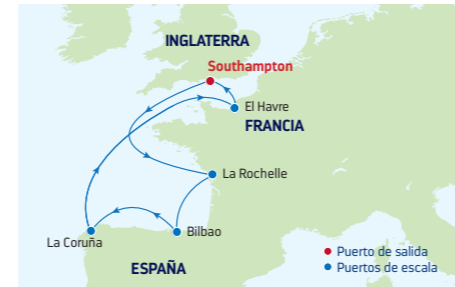 INGLATERRA
Southampton
El Havre
FRANCIA
La Rochelle
Bilbao
La Coruña
ESPAÑA
Puerto de salida
Puertos de escala